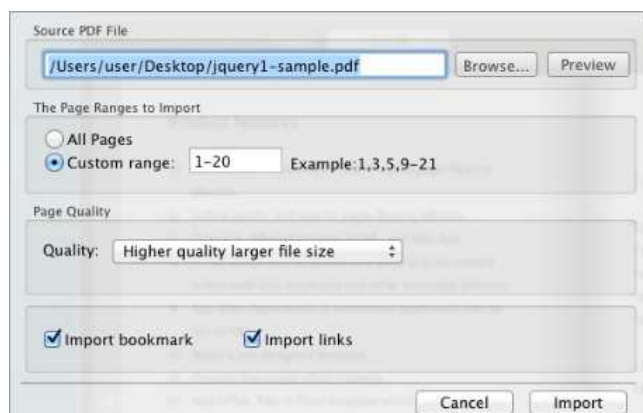 Source PDF File
/Users/user/Desktop/jquery1-sample.pdf Browse... Preview
The Page Ranges to Import
All Pages
Custom range: 1-20 Example:1,3,5,9-21
Page Quality
Quality: Higher quality larger file size
Import bookmark Import links
Cancel Import